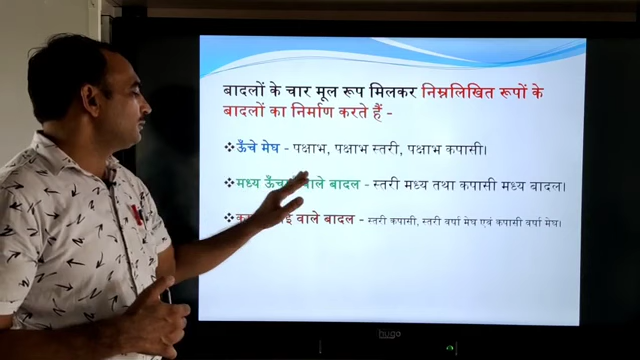 बादलों के चार मूल रूप मिलकर निम्नलिखित रूपों के
बादलों का निर्माण करते हैं -
❖ऊँचे मेघ - पक्षाभ, पक्षाभ स्तरी, पक्षाभ कपासी।
❖मध्य वाले बादल - स्तरी मध्य तथा कपासी मध्य बादल।
❖वाले बादल - स्तरी कपासी, स्तरी वर्षा मेघ एवं कपासी वर्षा मेघ।
hugo